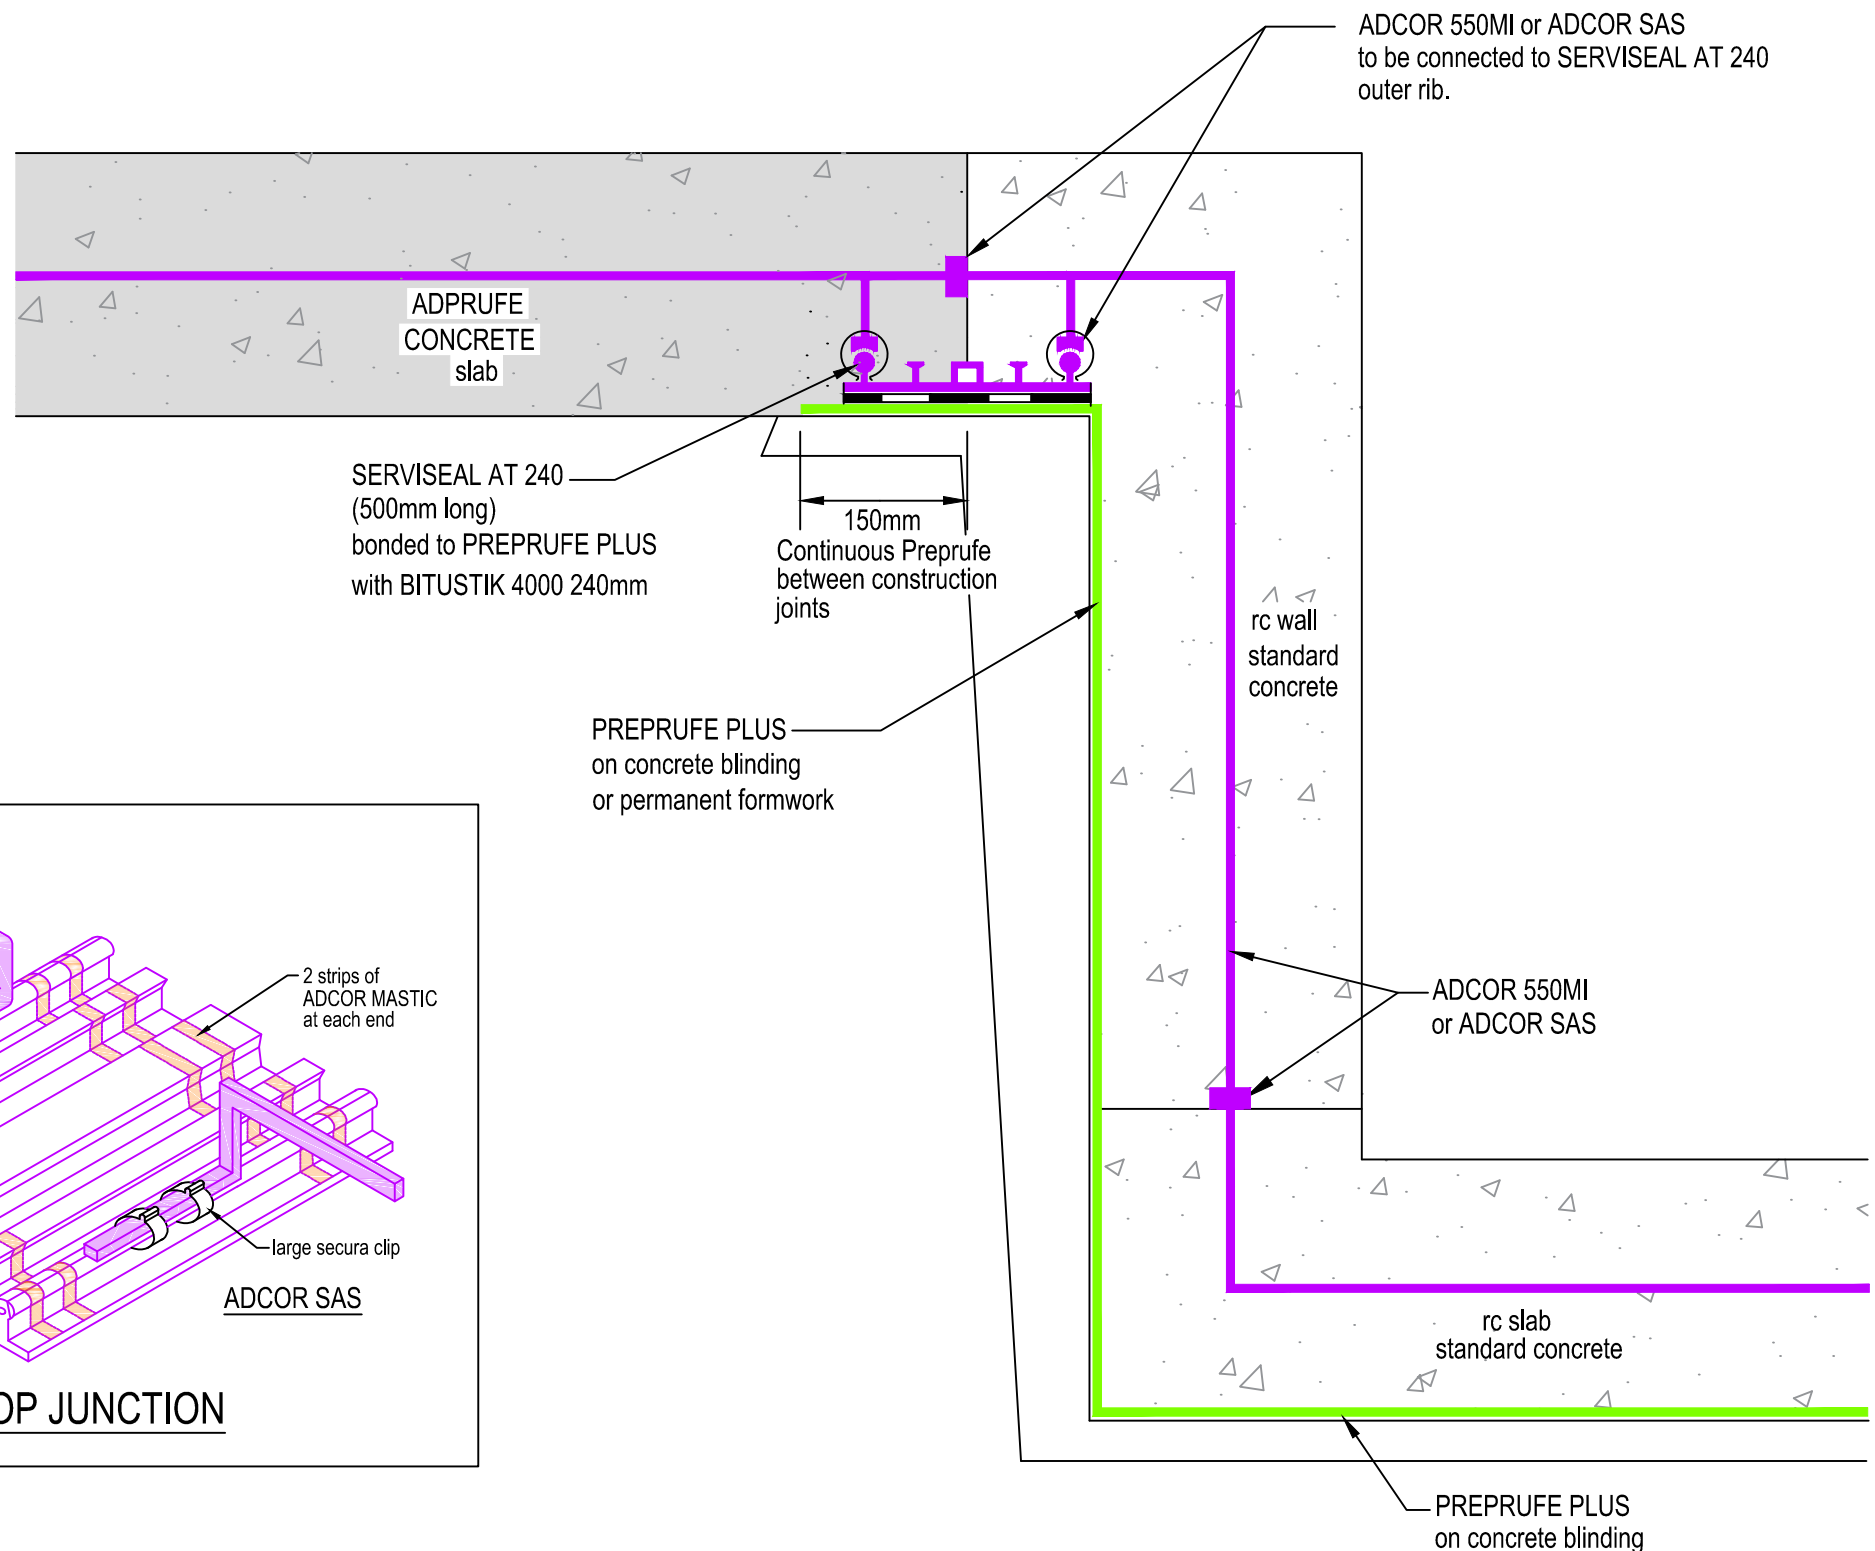 ADCOR 550MI or ADCOR SAS
to be connected to SERVISEAL AT 240
outer rib.
ADPRUFE
CONCRETE
slab
SERVISEAL AT 240
(500mm long)
bonded to PREPRUFE PLUS
with BITUSTIK 4000 240mm
150mm
Continuous Preprufe
between construction
joints
rc wall
standard
concrete
PREPRUFE PLUS
on concrete blinding
or permanent formwork
2 strips of
ADCOR MASTIC
at each end
large secura clip
ADCOR SAS
OP JUNCTION
ADCOR 550MI
or ADCOR SAS
rc slab
standard concrete
PREPRUFE PLUS
on concrete blinding